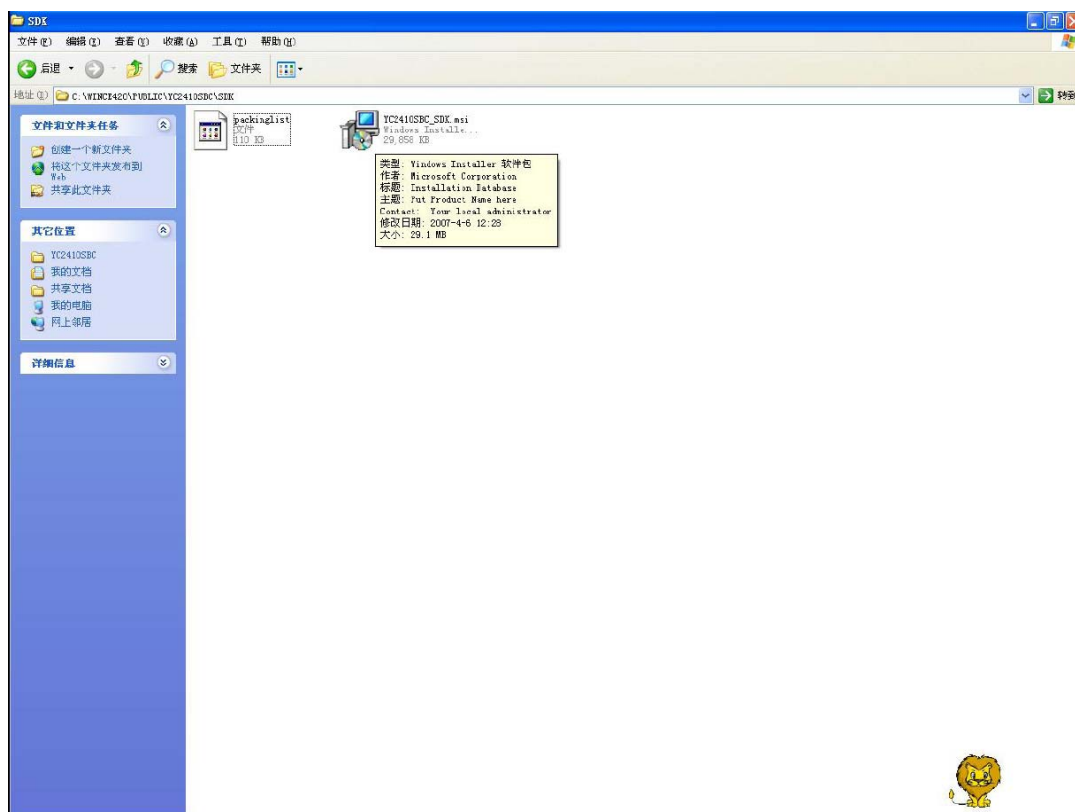 SDK
文件(F) 编辑(E) 查看(V) 收藏(A) 工具(T) 帮助(H)
后退 搜索 文件夹
地址(D) C:\WINCE420\PUBLIC\YC2410SBC\SDK 转到
文件和文件夹任务
创建一个新文件夹
将这个文件夹发布到
Web
共享此文件夹
其它位置
YC2410SBC
我的文档
共享文档
我的电脑
网上邻居
详细信息
packinglist
文件
110 KB
YC2410SBC_SDK.msi
Windows Installe...
29,858 KB
类型: Windows Installer 软件包
作者: Microsoft Corporation
标题: Installation Database
主题: Put Product Name here
Contact: Your local administrator
修改日期: 2007-4-6 12:28
大小: 29.1 MB